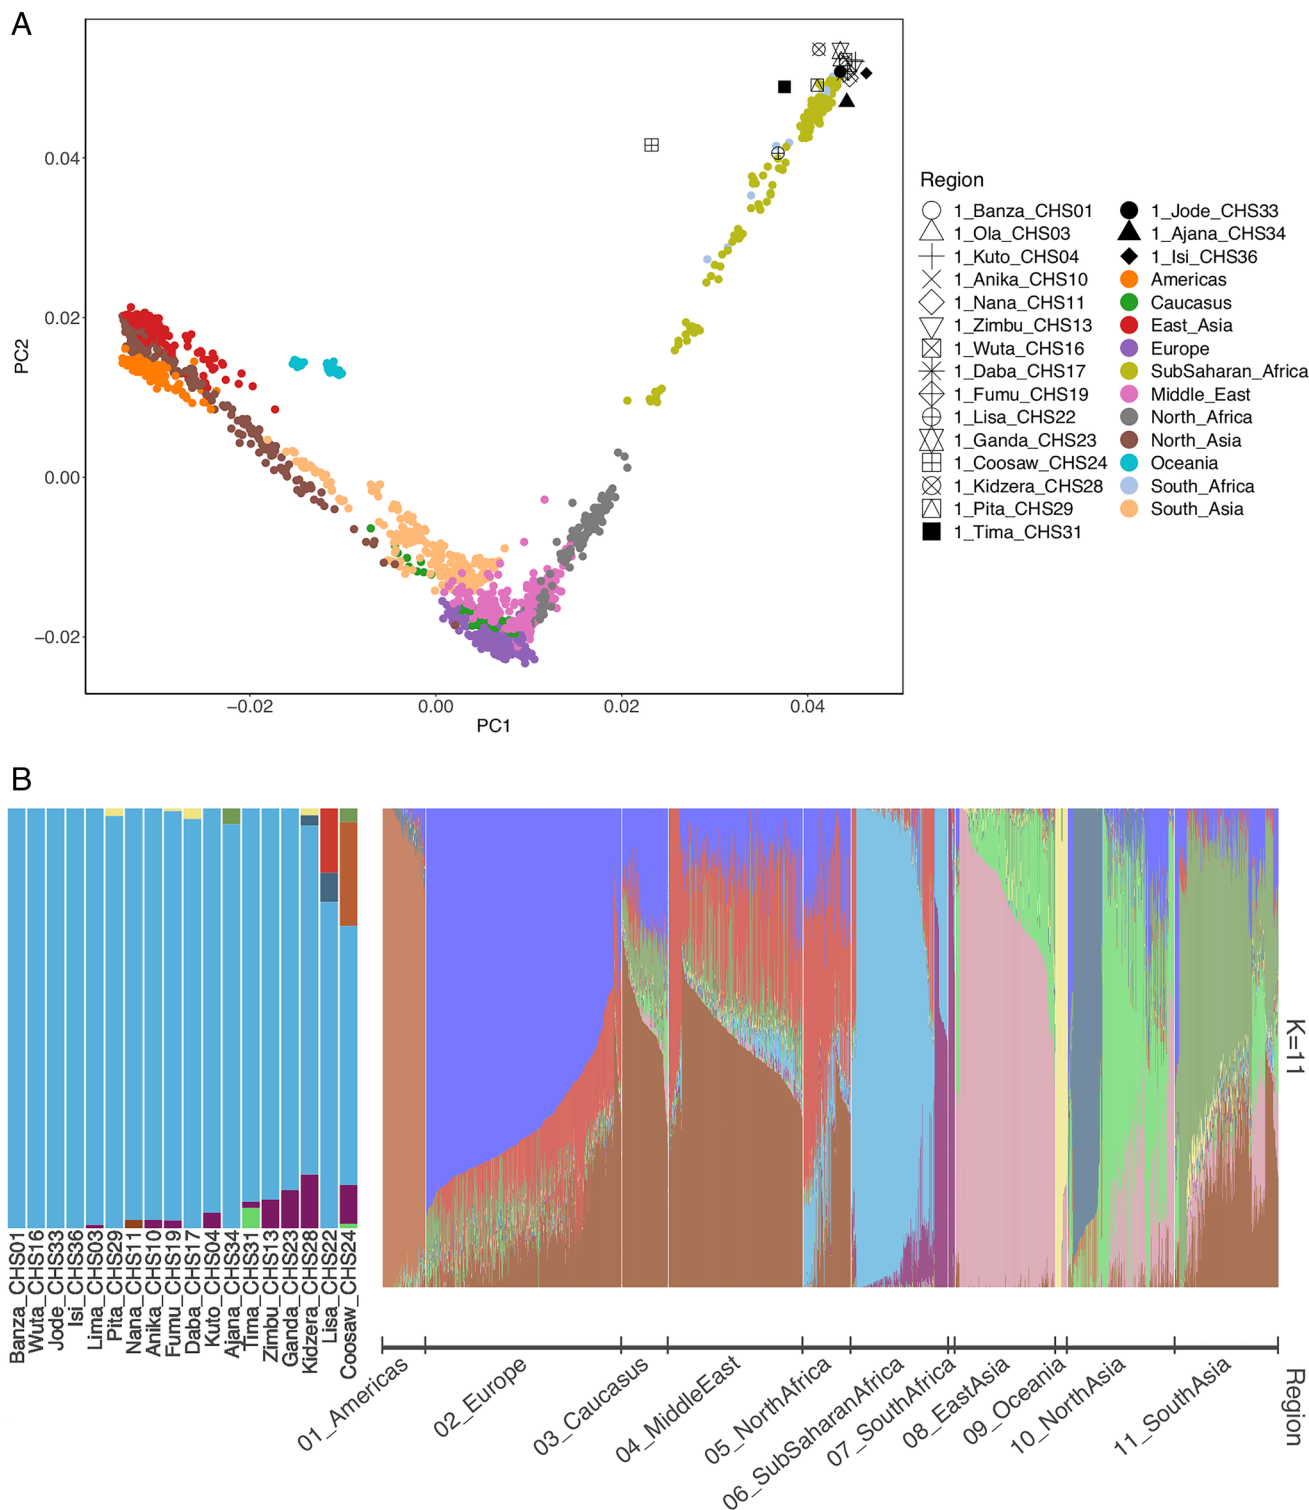 A
0.04
0.02
0.00
−0.02
PC2
−0.02
0.00
0.02
0.04
PC1
Region
1_Banza_CHS01
1_Ola_CHS03
1_Kuto_CHS04
1_Anika_CHS10
1_Nana_CHS11
1_Zimbu_CHS13
1_Wuta_CHS16
1_Daba_CHS17
1_Fumu_CHS19
1_Lisa_CHS22
1_Ganda_CHS23
1_Coosaw_CHS24
1_Kidzera_CHS28
1_Pita_CHS29
1_Tima_CHS31
1_Jode_CHS33
1_Ajana_CHS34
1_Isi_CHS36
Americas
Caucasus
East_Asia
Europe
SubSaharan_Africa
Middle_East
North_Africa
North_Asia
Oceania
South_Africa
South_Asia
B
Banza_CHS01
Wuta_CHS16
Jode_CHS33
Isi_CHS36
Lima_CHS03
Pita_CHS29
Nana_CHS11
Anika_CHS10
Fumu_CHS19
Daba_CHS17
Kuto_CHS04
Ajana_CHS34
Tima_CHS31
Zimbu_CHS13
Ganda_CHS23
Kidzera_CHS28
Lisa_CHS22
Coosaw_CHS24
K=11
01_Americas
02_Europe
03_Caucasus
04_MiddleEast
05_NorthAfrica
06_SubSaharanAfrica
07_SouthAfrica
08_EastAsia
09_Oceania
10_NorthAsia
11_SouthAsia
Region